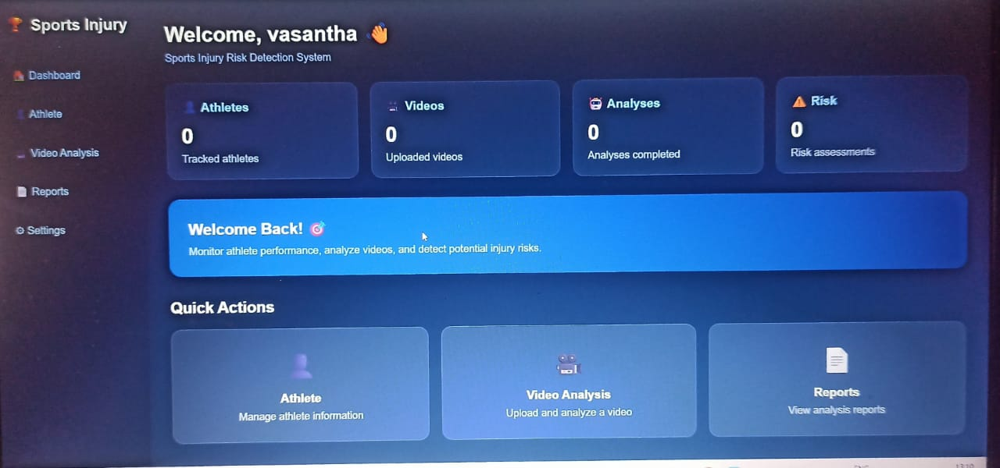 Sports Injury
Dashboard
Athlete
Video Analysis
Reports
Settings
Welcome, vasantha
Sports Injury Risk Detection System
Athletes
0
Tracked athletes
Videos
0
Uploaded videos
Analyses
0
Analyses completed
Risk
0
Risk assessments
Welcome Back!
Monitor athlete performance, analyze videos, and detect potential injury risks.
Quick Actions
Athlete
Manage athlete information
Video Analysis
Upload and analyze a video
Reports
View analysis reports